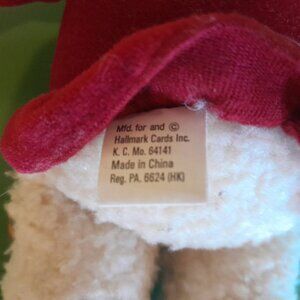 Mfd. for and ©
Hallmark Cards Inc.
K. C. Mo. 64141
Made in China
Reg. PA. 6624 (HK)